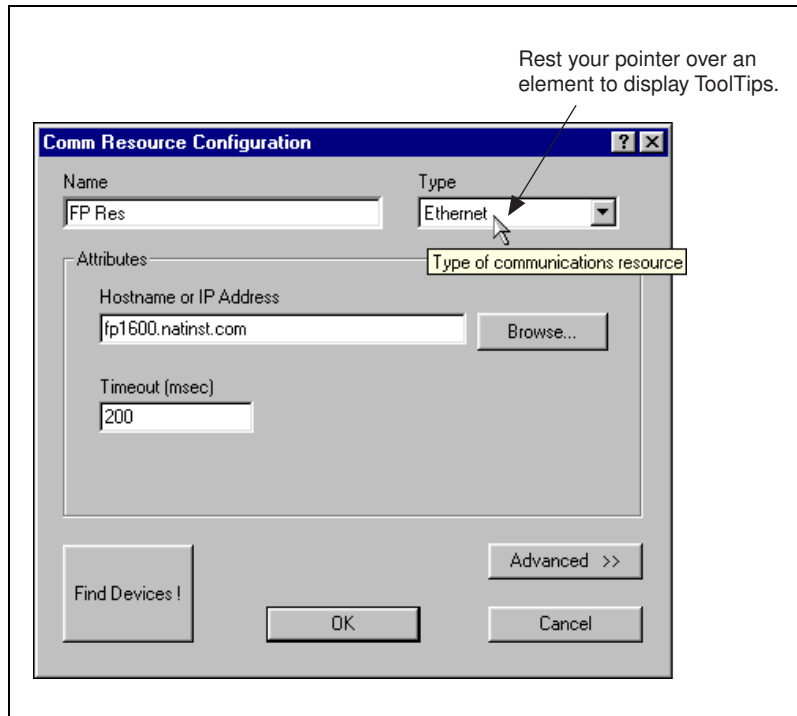 Rest your pointer over an
element to display ToolTips.
Comm Resource Configuration
Name
Type
FP Res
Ethernet
Type of communications resource
Attributes
Hostname or IP Address
fp1600.natinst.com
Browse...
Timeout (msec)
200
Advanced >>
Find Devices !
OK
Cancel